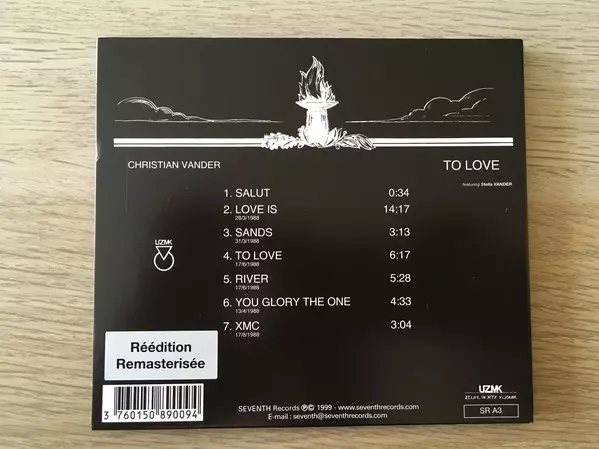 CHRISTIAN VANDER
TO LOVE
featuring Stella VANDER
1. SALUT 0:34
2. LOVE IS 14:17
28/3/1988
3. SANDS 3:13
31/3/1988
4. TO LOVE 6:17
17/6/1988
5. RIVER 5:28
17/6/1988
6. YOU GLORY THE ONE 4:33
13/4/1988
7. XMC 3:04
17/8/1988
UZMK
Réédition
Remasterisée
3 760150 890094
SEVENTH Records ℗© 1999 - www.seventhrecords.com
E-mail : seventh@seventhrecords.com
UZMK
SR A3